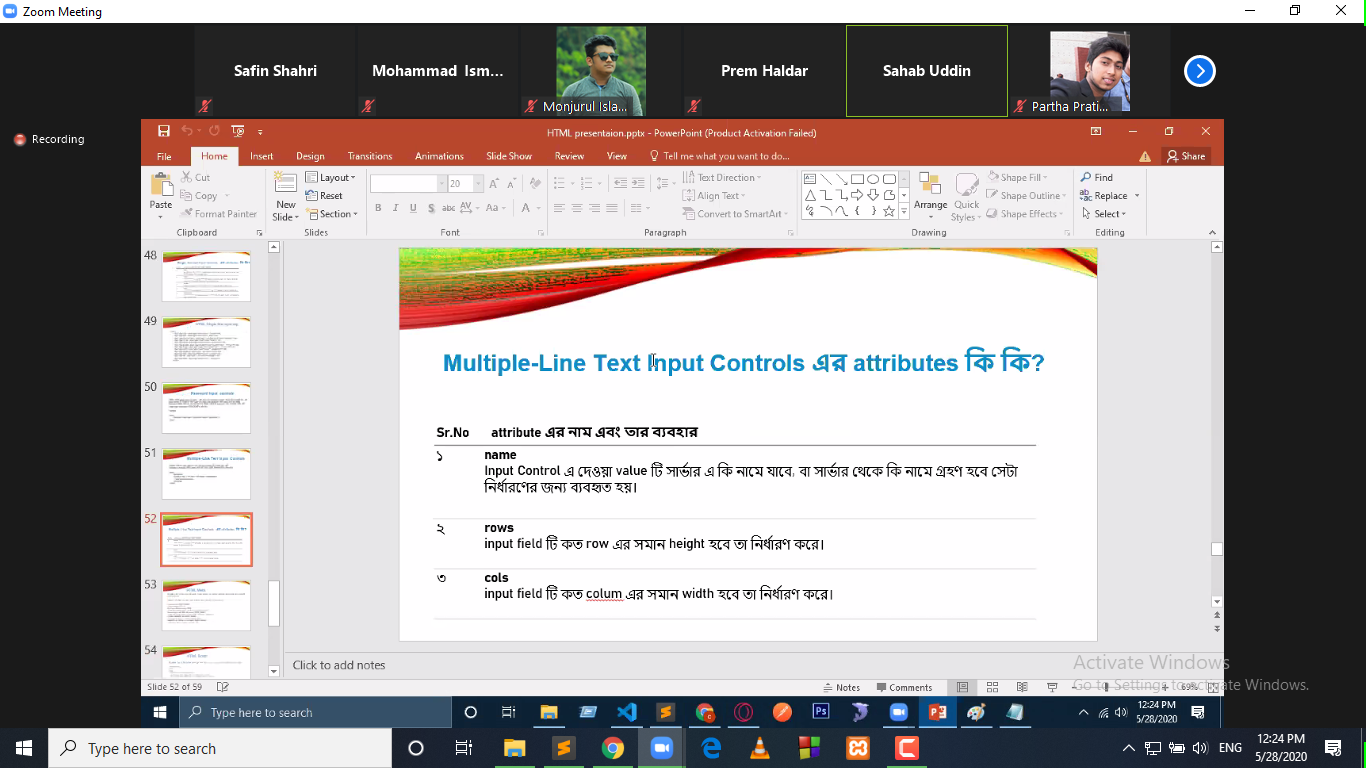 Zoom Meeting
Safin Shahri
Mohammad Ism...
Monjurul Isla...
Prem Haldar
Sahab Uddin
Partha Prati...
Recording
HTML presentaion.pptx - PowerPoint (Product Activation Failed)
File Home Insert Design Transitions Animations Slide Show Review View Tell me what you want to do... Share
Paste
Cut
Copy
Format Painter
Clipboard
New Slide
Layout
Reset
Section
Slides
20
Font
Text Direction
Align Text
Convert to SmartArt
Paragraph
Arrange
Quick Styles
Shape Fill
Shape Outline
Shape Effects
Drawing
Find
Replace
Select
Editing
48
49
50
51
52
53
54
Multiple-Line Text Input Controls এর attributes কি কি?
Sr.No attribute এর নাম এবং তার ব্যবহার
১ name
Input Control এ দেওয়া value টি সার্ভার এ কি নামে যাবে, বা সার্ভার থেকে কি নামে গ্রহণ হবে সেটা
নির্ধারণের জন্য ব্যবহৃত হয়।
২ rows
input field টি কত row এর সমান height হবে তা নির্ধারণ করে।
৩ cols
input field টি কত colum এর সমান width হবে তা নির্ধারণ করে।
Click to add notes
Activate Windows
Go to Settings to activate Windows.
Slide 52 of 59 Notes Comments 69%
Type here to search
12:24 PM
5/28/2020
Type here to search
ENG
12:24 PM
5/28/2020